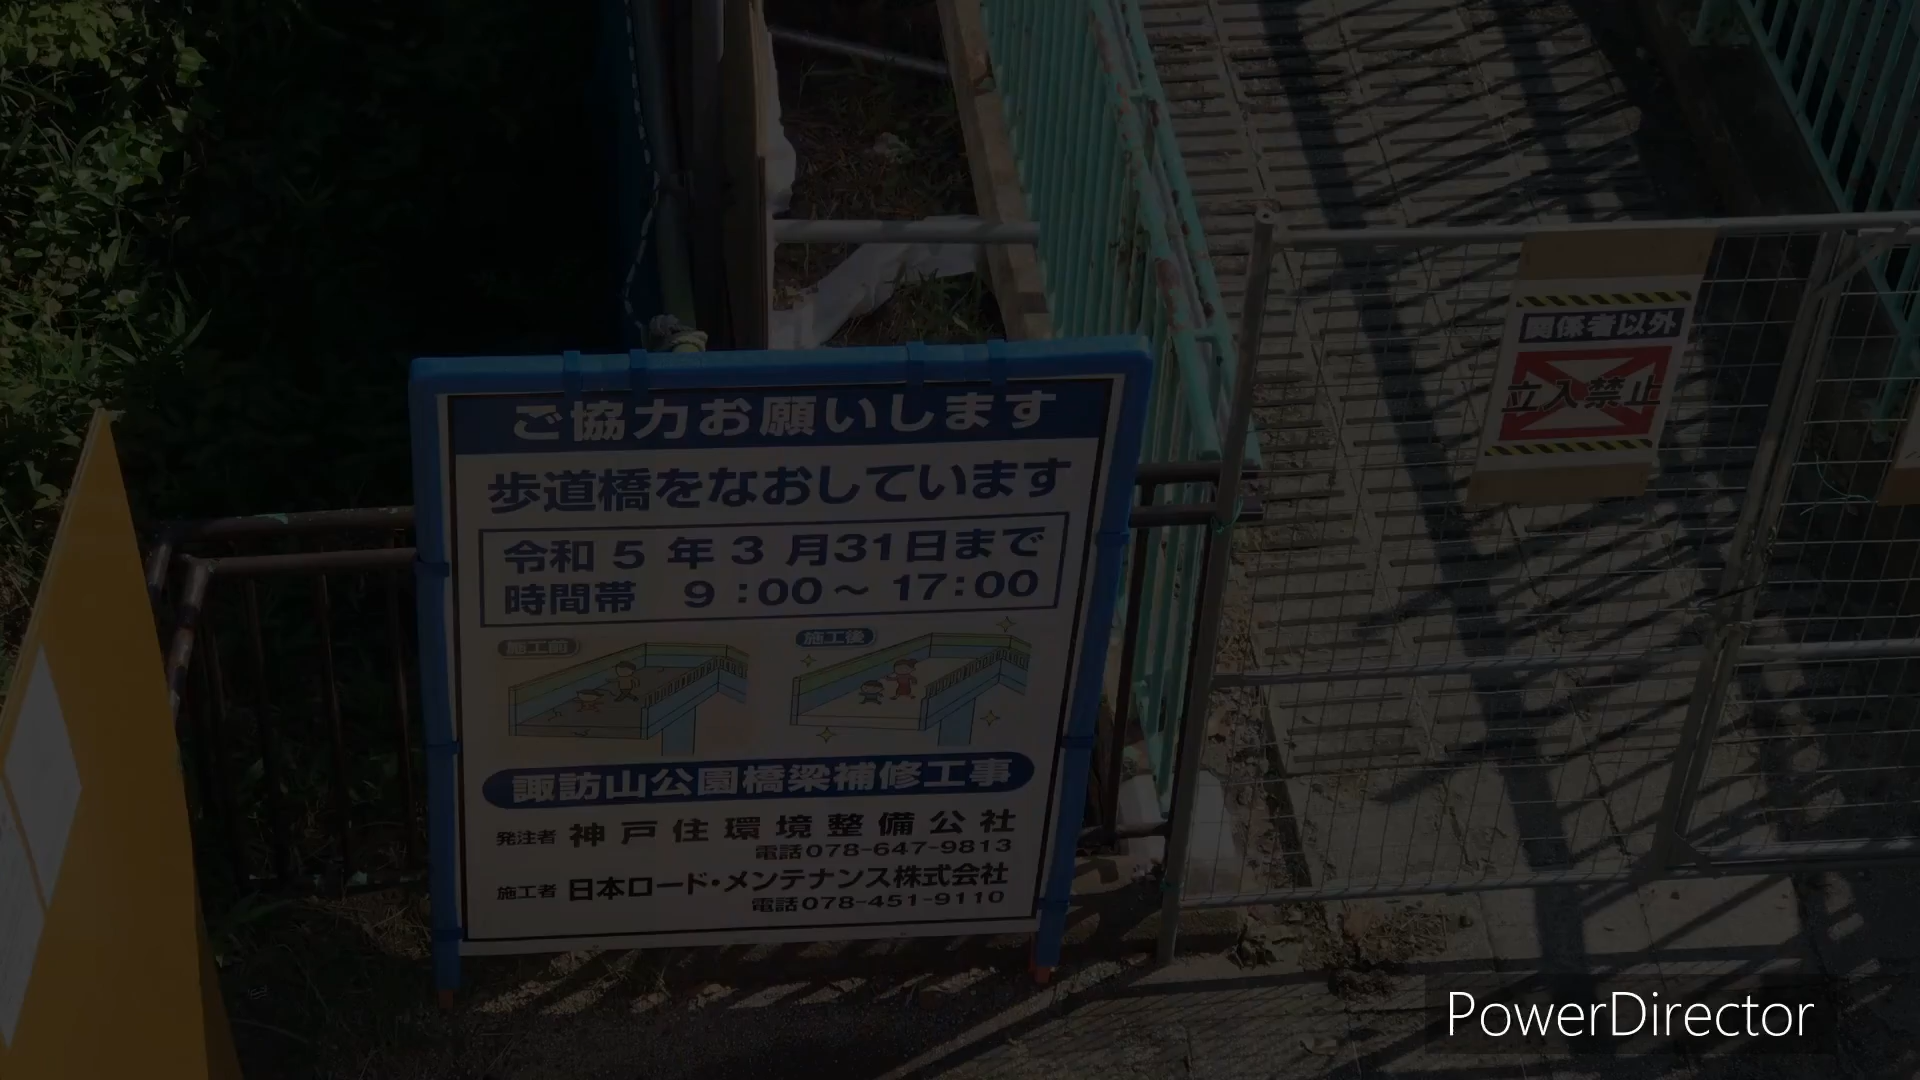 ご協力お願いします
歩道橋をなおしています
令和5年3月31日まで
時間帯 9:00～17:00
施工前
施工後
諏訪山公園橋梁補修工事
発注者 神戸住環境整備公社
電話078-647-9813
施工者 日本ロード・メンテナンス株式会社
電話078-451-9110
関係者以外
立入禁止
PowerDirector